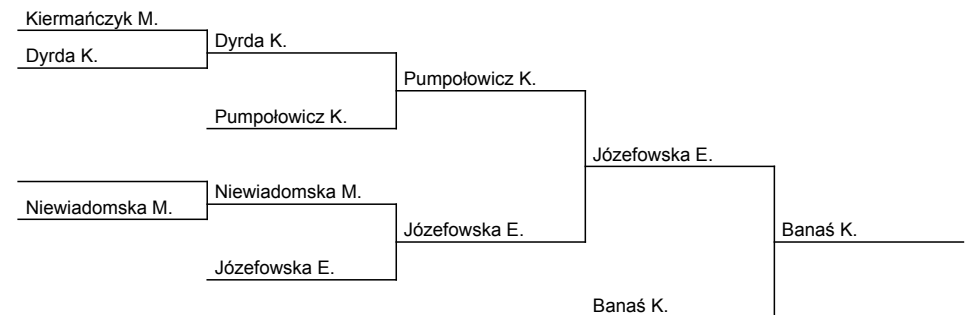 Kiermańczyk M.
Dyrda K.
Dyrda K.
Pumpołowicz K.
Pumpołowicz K.
Józefowska E.
Niewiadomska M.
Niewiadomska M.
Józefowska E.
Banaś K.
Józefowska E.
Banaś K.